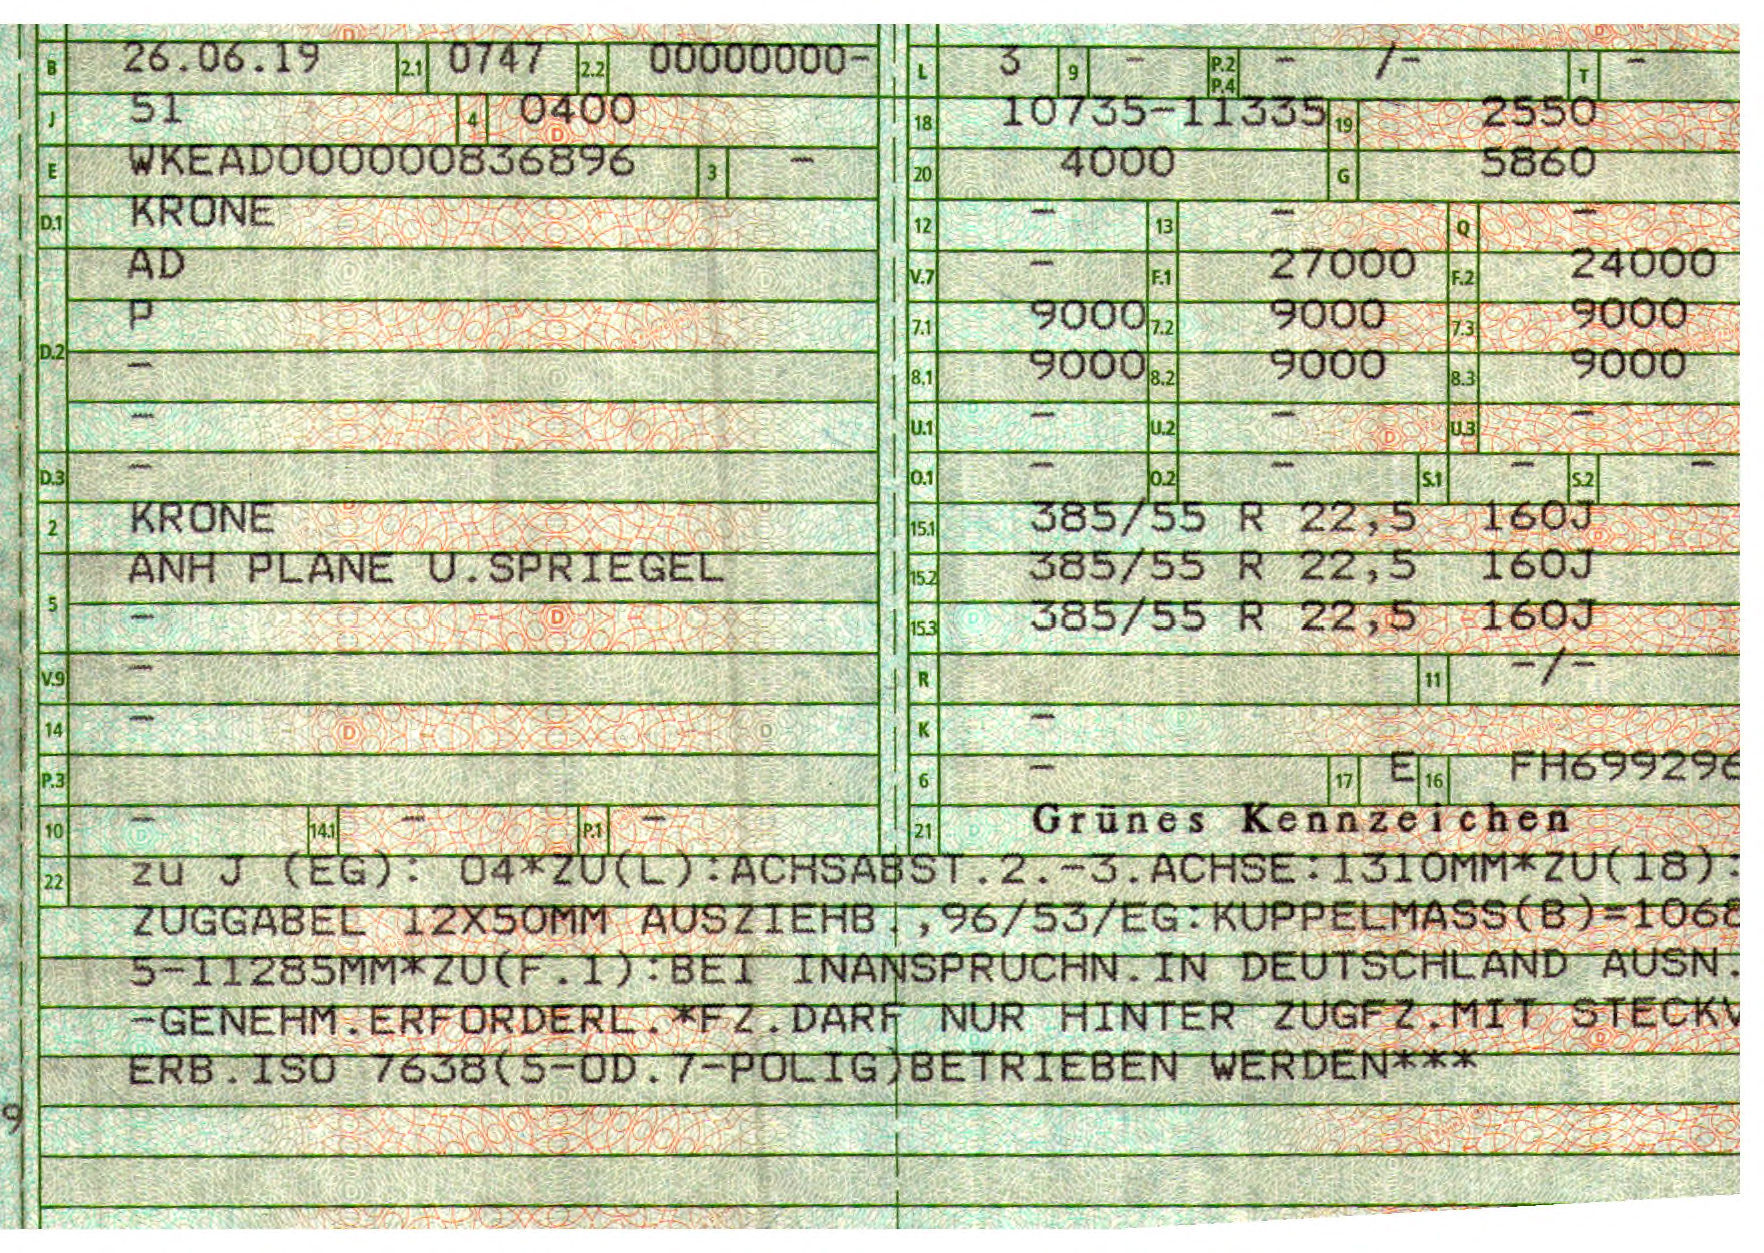 B 26.06.19 2.1 0747 2.2 00000000-
J 51 4 0400
E WKEAD000000836896 3 -
D.1 KRONE
AD
D.2 P
-
-
D.3 -
2 KRONE
5 ANH PLANE U.SPRIEGEL
-
V.9 -
14 -
P.3
10 - 14.1 - P.1 -
L 3 9 - P.2 P.4 - /- T -
18 10735-11335 19 2550
20 4000 G 5860
12 - 13 - Q -
V.7 - F.1 27000 F.2 24000
7.1 9000 7.2 9000 7.3 9000
8.1 9000 8.2 9000 8.3 9000
U.1 - U.2 - U.3 -
O.1 - O.2 - S.1 - S.2 -
15.1 385/55 R 22,5 160J
15.2 385/55 R 22,5 160J
15.3 385/55 R 22,5 160J
R 11 -/-
K -
6 - 17 E 16 FH699296
21 Grünes Kennzeichen
22 zu J (EG): 04*ZU(L):ACHSABST.2.-3.ACHSE:1310MM*ZU(18):
ZUGGABEL 12X50MM AUSZIEHB.,96/53/EG:KUPPELMASS(B)=1068
5-11285MM*ZU(F.1):BEI INANSPRUCHN.IN DEUTSCHLAND AUSN.
-GENEHM.ERFORDERL.*FZ.DARF NUR HINTER ZUGFZ.MIT STECKV
ERB.ISO 7638(5-OD.7-POLIG)BETRIEBEN WERDEN***
9